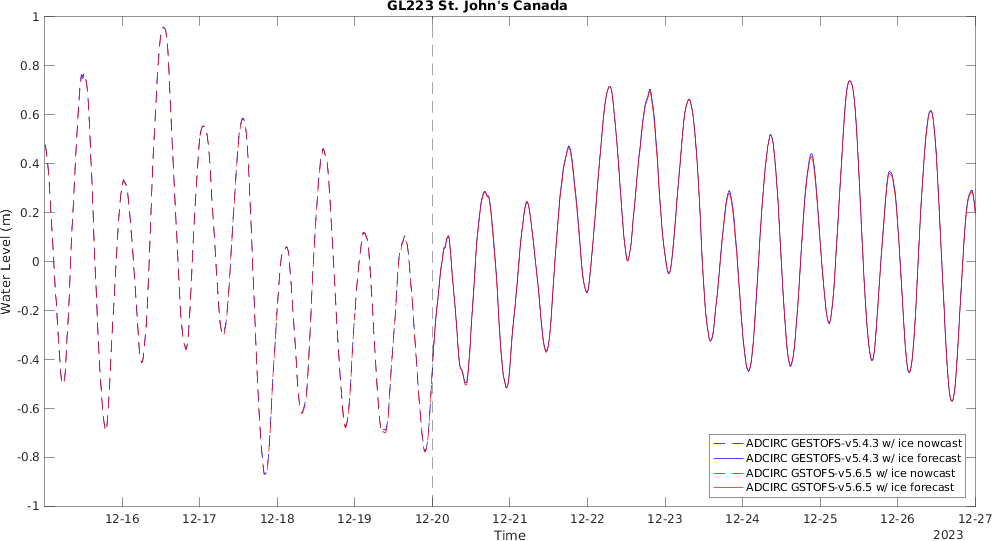 GL223 St. John's Canada
1
0.8
0.6
0.4
0.2
0
-0.2
-0.4
-0.6
-0.8
-1
Water Level (m)
ADCIRC GESTOFS-v5.4.3 w/ ice nowcast
ADCIRC GESTOFS-v5.4.3 w/ ice forecast
ADCIRC GSTOFS-v5.6.5 w/ ice nowcast
ADCIRC GSTOFS-v5.6.5 w/ ice forecast
12-16 12-17 12-18 12-19 12-20 12-21 12-22 12-23 12-24 12-25 12-26 12-27
Time
2023